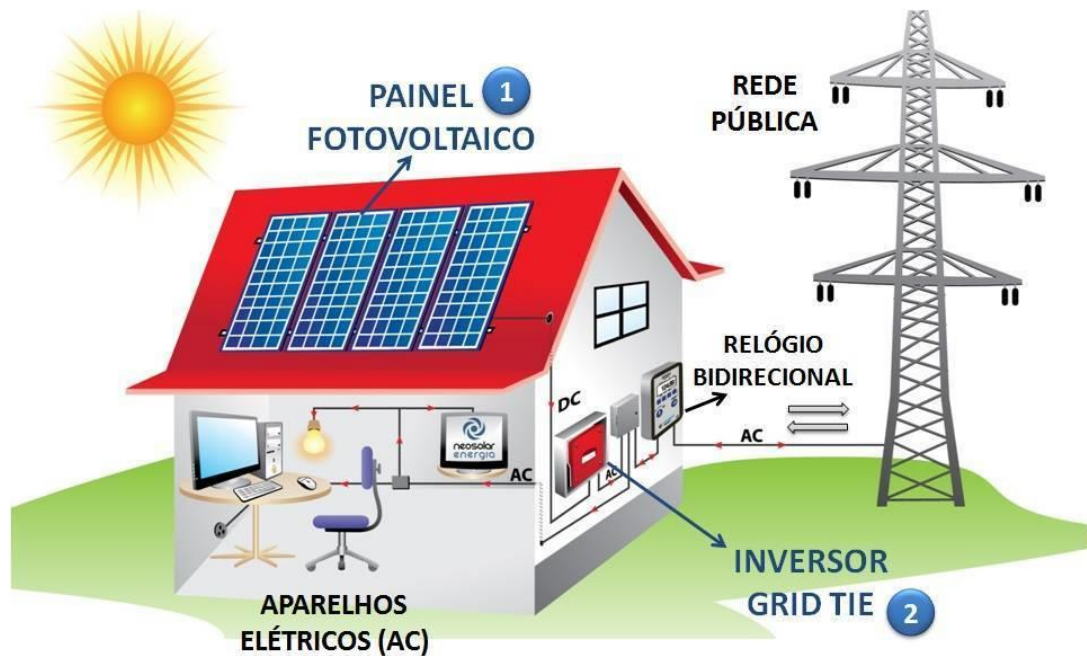 PAINEL 1
FOTOVOLTAICO
REDE
PÚBLICA
RELÓGIO
BIDIRECIONAL
DC
AC
AC
AC
neosolar
energia
INVERSOR
GRID TIE 2
APARELHOS
ELÉTRICOS (AC)